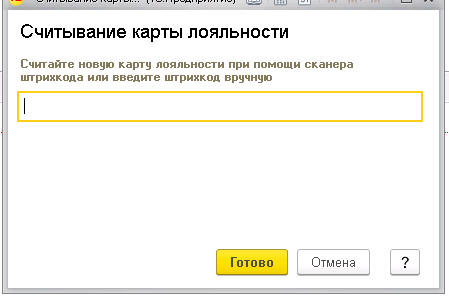 Считывание карты лояльности
Считайте новую карту лояльности при помощи сканера
штрихкода или введите штрихкод вручную
Готово
Отмена
?